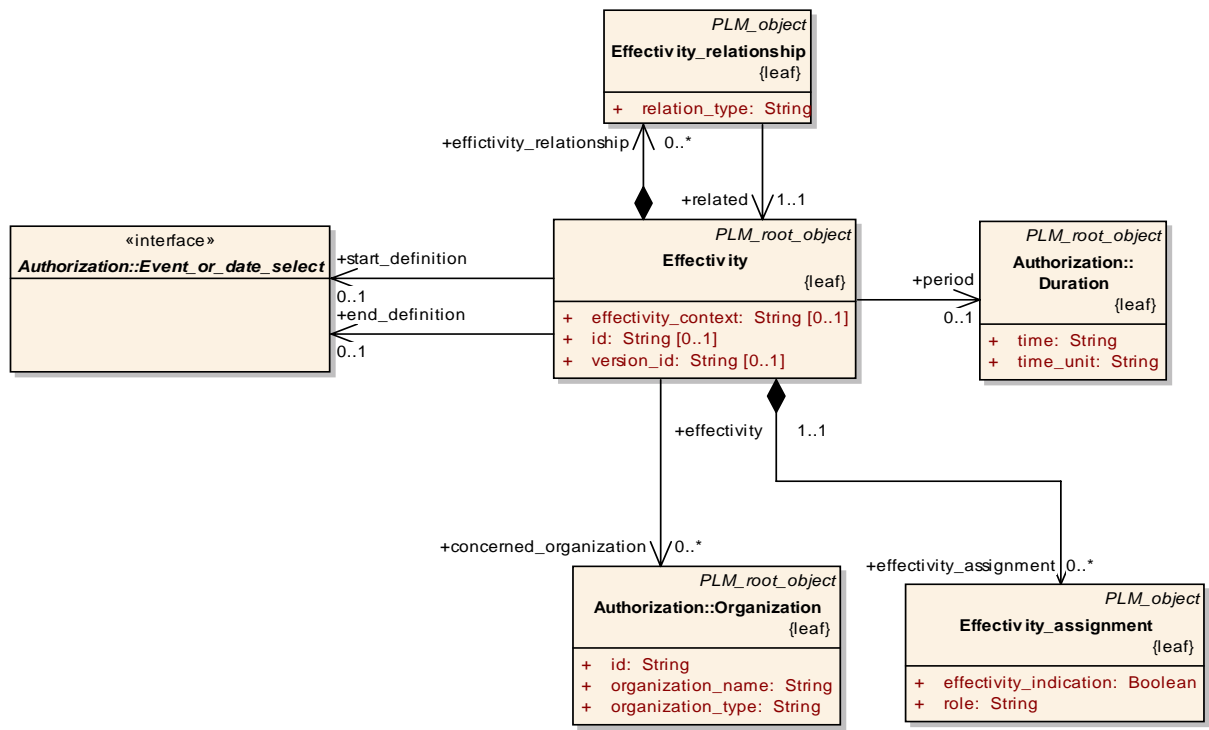 PLM_object
Effectivity_relationship
{leaf}
+ relation_type: String
+effictivity_relationship
0..*
+related
1..1
«interface»
Authorization::Event_or_date_select
+start_definition
0..1
+end_definition
0..1
PLM_root_object
Effectivity
{leaf}
+ effectivity_context: String [0..1]
+ id: String [0..1]
+ version_id: String [0..1]
+period
0..1
PLM_root_object
Authorization::
Duration
{leaf}
+ time: String
+ time_unit: String
+effectivity
1..1
+concerned_organization
0..*
+effectivity_assignment
0..*
PLM_root_object
Authorization::Organization
{leaf}
+ id: String
+ organization_name: String
+ organization_type: String
PLM_object
Effectivity_assignment
{leaf}
+ effectivity_indication: Boolean
+ role: String